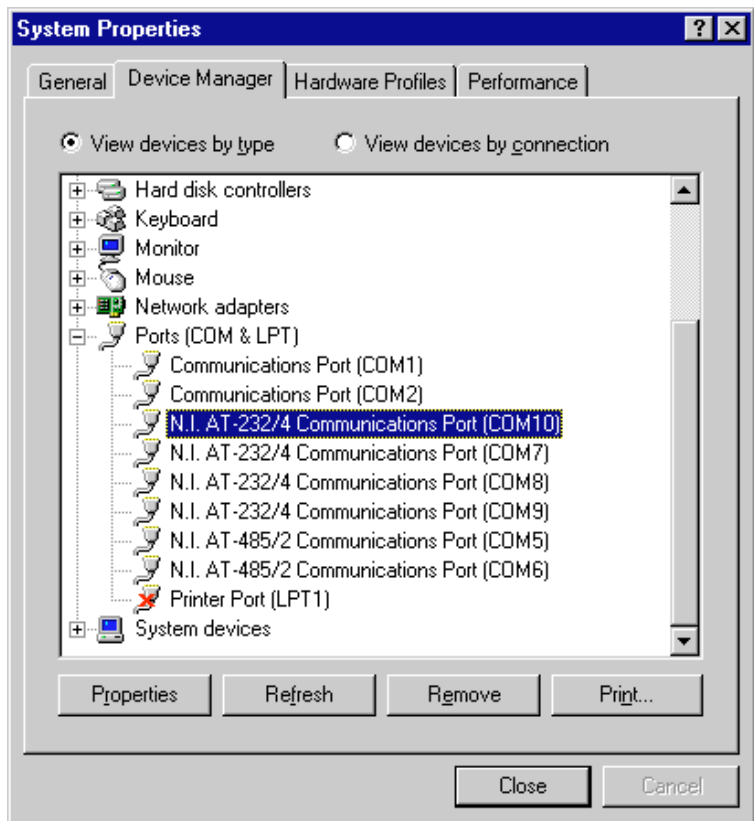 System Properties
General Device Manager Hardware Profiles Performance
View devices by type View devices by connection
Hard disk controllers
Keyboard
Monitor
Mouse
Network adapters
Ports (COM & LPT)
Communications Port (COM1)
Communications Port (COM2)
N.I. AT-232/4 Communications Port (COM10)
N.I. AT-232/4 Communications Port (COM7)
N.I. AT-232/4 Communications Port (COM8)
N.I. AT-232/4 Communications Port (COM9)
N.I. AT-485/2 Communications Port (COM5)
N.I. AT-485/2 Communications Port (COM6)
Printer Port (LPT1)
System devices
Properties Refresh Remove Print...
Close Cancel